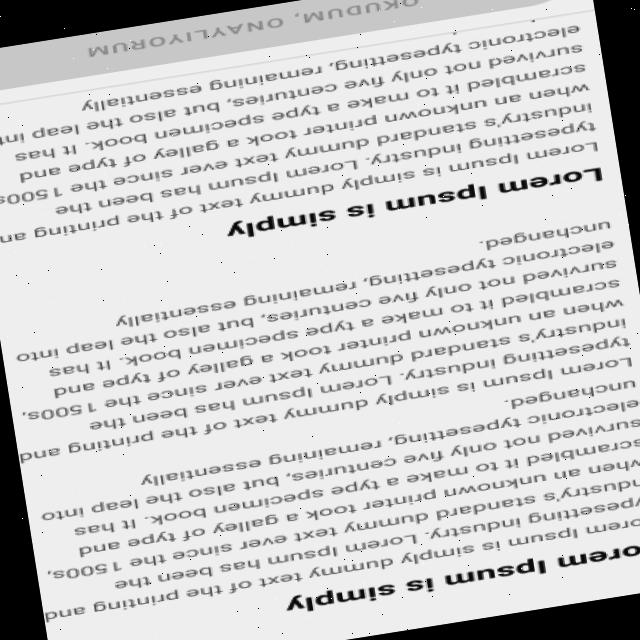 Lorem Ipsum is simply
Lorem Ipsum is simply dummy text of the printing and
typesetting industry. Lorem Ipsum has been the
industry's standard dummy text ever since the 1500s,
when an unknown printer took a galley of type and
scrambled it to make a type specimen book. It has
survived not only five centuries, but also the leap into
electronic typesetting, remaining essentially
unchanged.
Lorem Ipsum is simply dummy text of the printing and
typesetting industry. Lorem Ipsum has been the
industry's standard dummy text ever since the 1500s,
when an unknown printer took a galley of type and
scrambled it to make a type specimen book. It has
survived not only five centuries, but also the leap into
electronic typesetting, remaining essentially
unchanged.
Lorem Ipsum is simply
Lorem Ipsum is simply dummy text of the printing an
typesetting industry. Lorem Ipsum has been the
industry's standard dummy text ever since the 1500s
when an unknown printer took a galley of type and
scrambled it to make a type specimen book. It has
survived not only five centuries, but also the leap int
electronic typesetting, remaining essentially
OKUDUM, ONAYLIYORUM